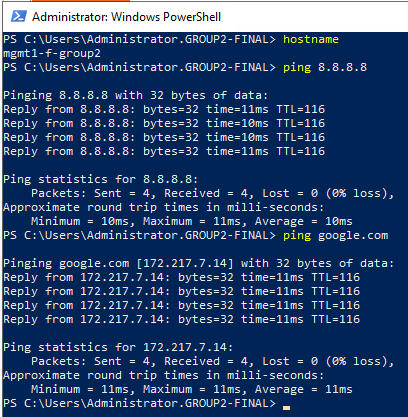 Administrator: Windows PowerShell
PS C:\Users\Administrator.GROUP2-FINAL> hostname
mgmt1-f-group2
PS C:\Users\Administrator.GROUP2-FINAL> ping 8.8.8.8
Pinging 8.8.8.8 with 32 bytes of data:
Reply from 8.8.8.8: bytes=32 time=11ms TTL=116
Reply from 8.8.8.8: bytes=32 time=10ms TTL=116
Reply from 8.8.8.8: bytes=32 time=10ms TTL=116
Reply from 8.8.8.8: bytes=32 time=11ms TTL=116
Ping statistics for 8.8.8.8:
Packets: Sent = 4, Received = 4, Lost = 0 (0% loss),
Approximate round trip times in milli-seconds:
Minimum = 10ms, Maximum = 11ms, Average = 10ms
PS C:\Users\Administrator.GROUP2-FINAL> ping google.com
Pinging google.com [172.217.7.14] with 32 bytes of data:
Reply from 172.217.7.14: bytes=32 time=11ms TTL=116
Reply from 172.217.7.14: bytes=32 time=11ms TTL=116
Reply from 172.217.7.14: bytes=32 time=11ms TTL=116
Reply from 172.217.7.14: bytes=32 time=11ms TTL=116
Ping statistics for 172.217.7.14:
Packets: Sent = 4, Received = 4, Lost = 0 (0% loss),
Approximate round trip times in milli-seconds:
Minimum = 11ms, Maximum = 11ms, Average = 11ms
PS C:\Users\Administrator.GROUP2-FINAL>